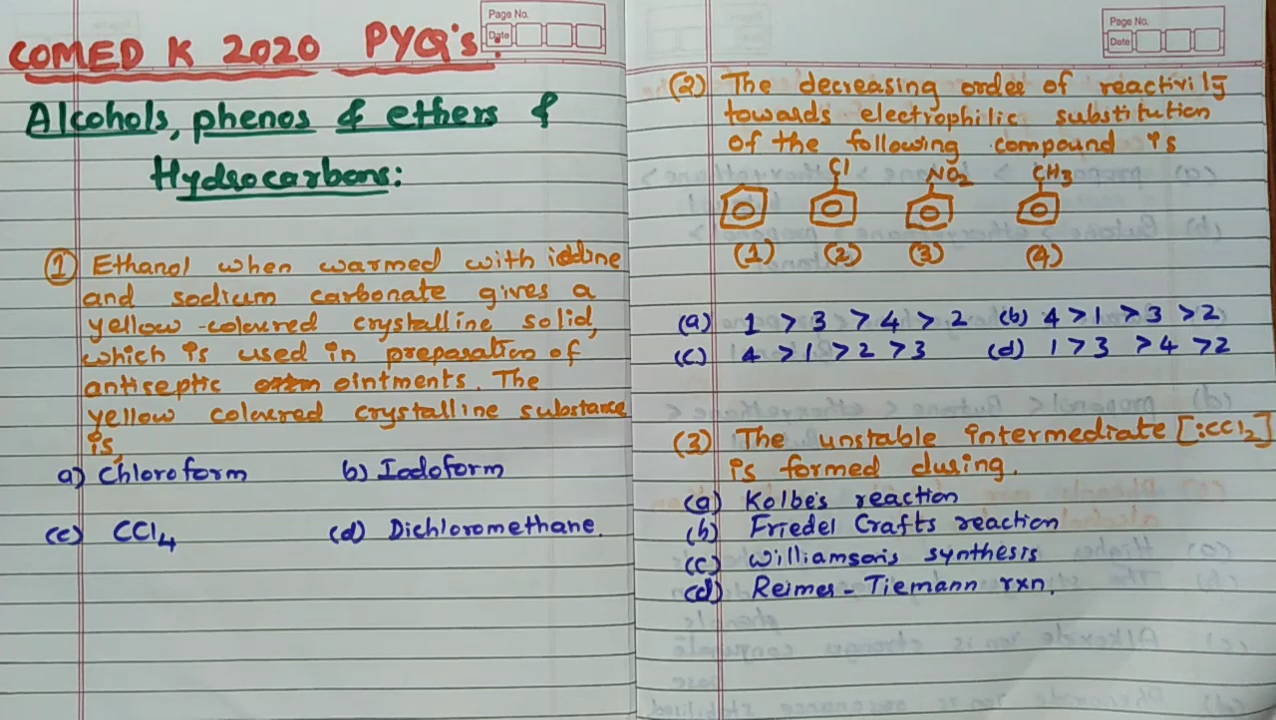 COMED K 2020 PYQ's:
Page No.
Date
Alcohols, phenos & ethers &
Hydrocarbons:
① Ethanol when warmed with iodine
and sodium carbonate gives a
yellow-coloured crystalline solid,
which is used in preparation of
antiseptic ointments. The
yellow coloured crystalline substance
is,
a) Chloroform b) Iodoform
(c) CCl4 (d) Dichloromethane.
Page No.
Date
(2) The decreasing order of reactivity
towards electrophilic substitution
of the following compound is
Cl NO2 CH3
(1) (2) (3) (4)
(a) 1 > 3 > 4 > 2 (b) 4 > 1 > 3 > 2
(c) 4 > 1 > 2 > 3 (d) 1 > 3 > 4 > 2
(3) The unstable intermediate [:CCl2]
is formed during.
(a) Kolbe's reaction
(b) Friedel Crafts reaction
(c) Williamson's synthesis
(d) Reimer-Tiemann rxn.